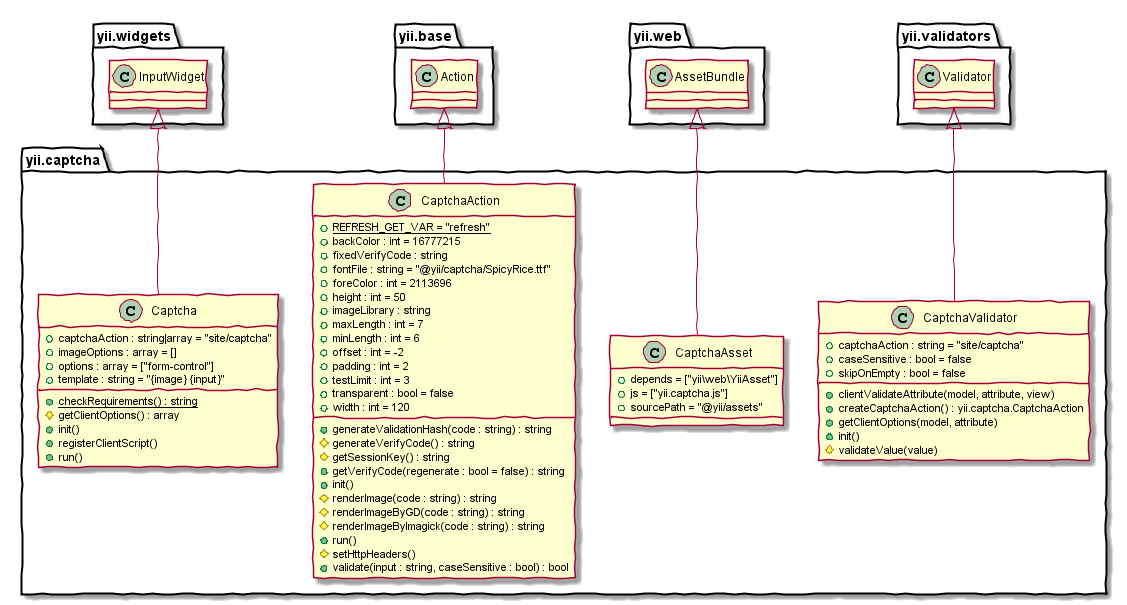 yii.widgets
C InputWidget
yii.base
C Action
yii.web
C AssetBundle
yii.validators
C Validator
yii.captcha
C Captcha
captchaAction : string|array = "site/captcha"
imageOptions : array = []
options : array = ["form-control"]
template : string = "{image} {input}"
checkRequirements() : string
getClientOptions() : array
init()
registerClientScript()
run()
C CaptchaAction
REFRESH_GET_VAR = "refresh"
backColor : int = 16777215
fixedVerifyCode : string
fontFile : string = "@yii/captcha/SpicyRice.ttf"
foreColor : int = 2113696
height : int = 50
imageLibrary : string
maxLength : int = 7
minLength : int = 6
offset : int = -2
padding : int = 2
testLimit : int = 3
transparent : bool = false
width : int = 120
generateValidationHash(code : string) : string
generateVerifyCode() : string
getSessionKey() : string
getVerifyCode(regenerate : bool = false) : string
init()
renderImage(code : string) : string
renderImageByGD(code : string) : string
renderImageByImagick(code : string) : string
run()
setHttpHeaders()
validate(input : string, caseSensitive : bool) : bool
C CaptchaAsset
depends = ["yii\web\YiiAsset"]
js = ["yii.captcha.js"]
sourcePath = "@yii/assets"
C CaptchaValidator
captchaAction : string = "site/captcha"
caseSensitive : bool = false
skipOnEmpty : bool = false
clientValidateAttribute(model, attribute, view)
createCaptchaAction() : yii.captcha.CaptchaAction
getClientOptions(model, attribute)
init()
validateValue(value)